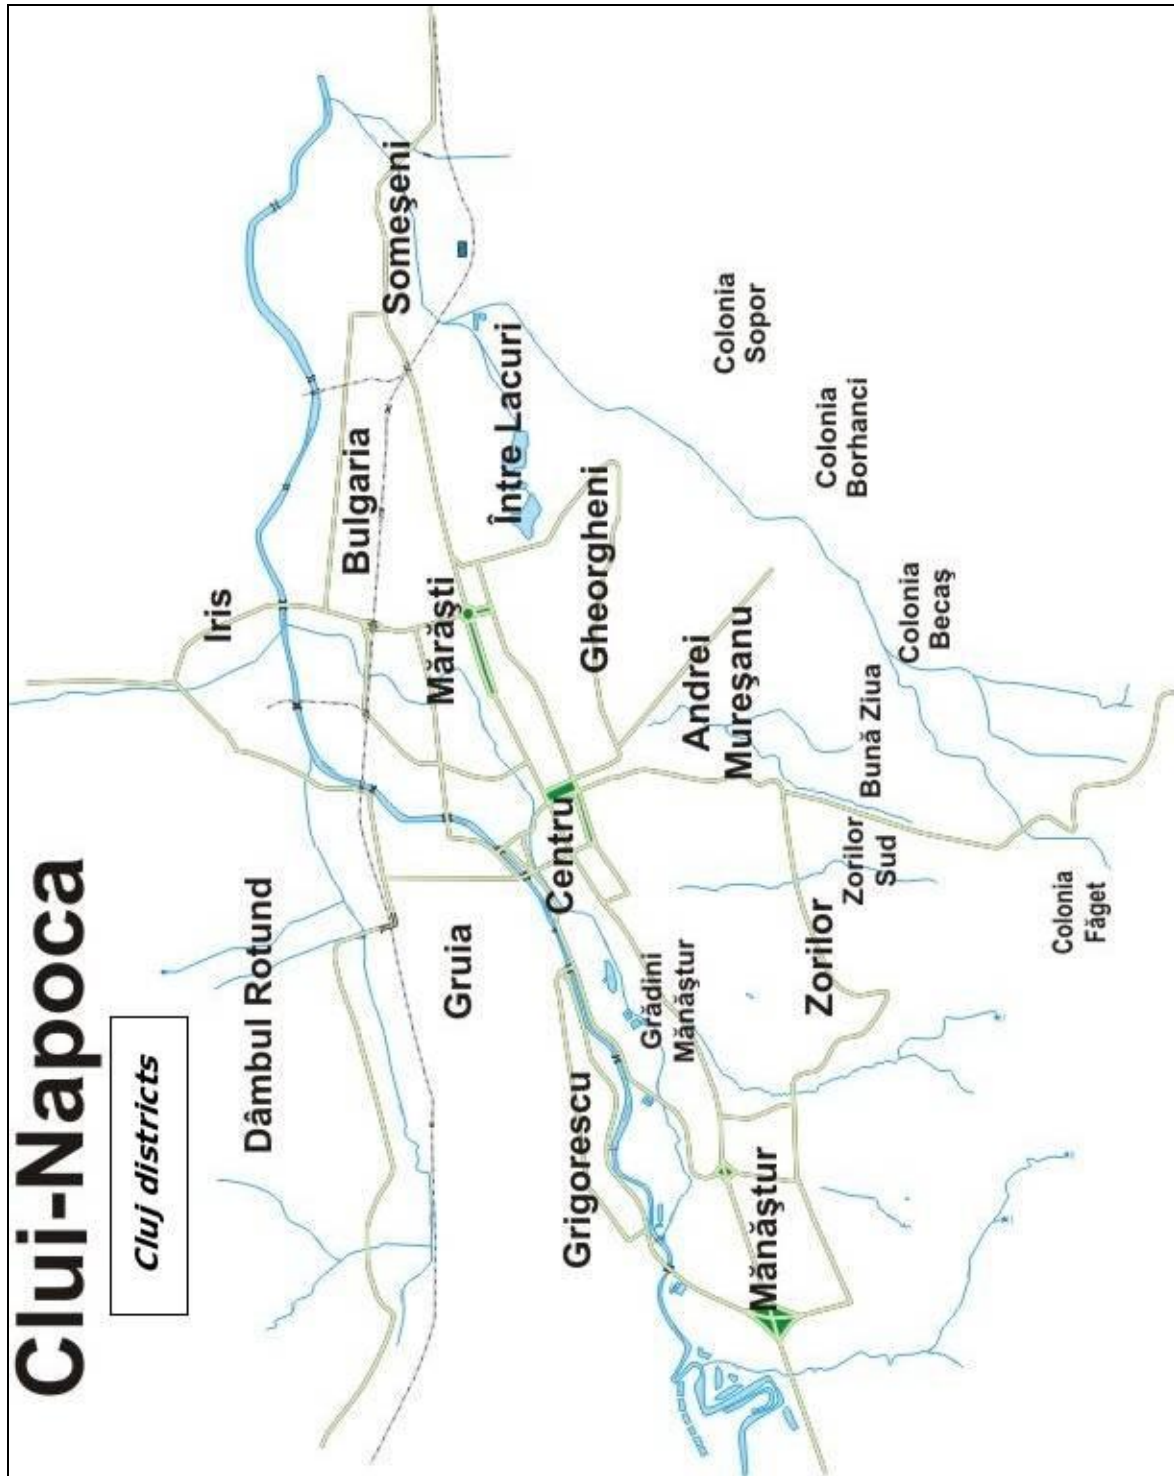 Cluj-Napoca
Cluj districts
Dâmbul Rotund
Iris
Gruia
Bulgaria
Someşeni
Mărăşti
Între Lacuri
Grigorescu
Centru
Gheorgheni
Grădini
Mănăştur
Andrei
Mureşanu
Colonia
Sopor
Mănăştur
Zorilor
Zorilor
Sud
Bună Ziua
Colonia
Borhanci
Colonia
Becaş
Colonia
Făget